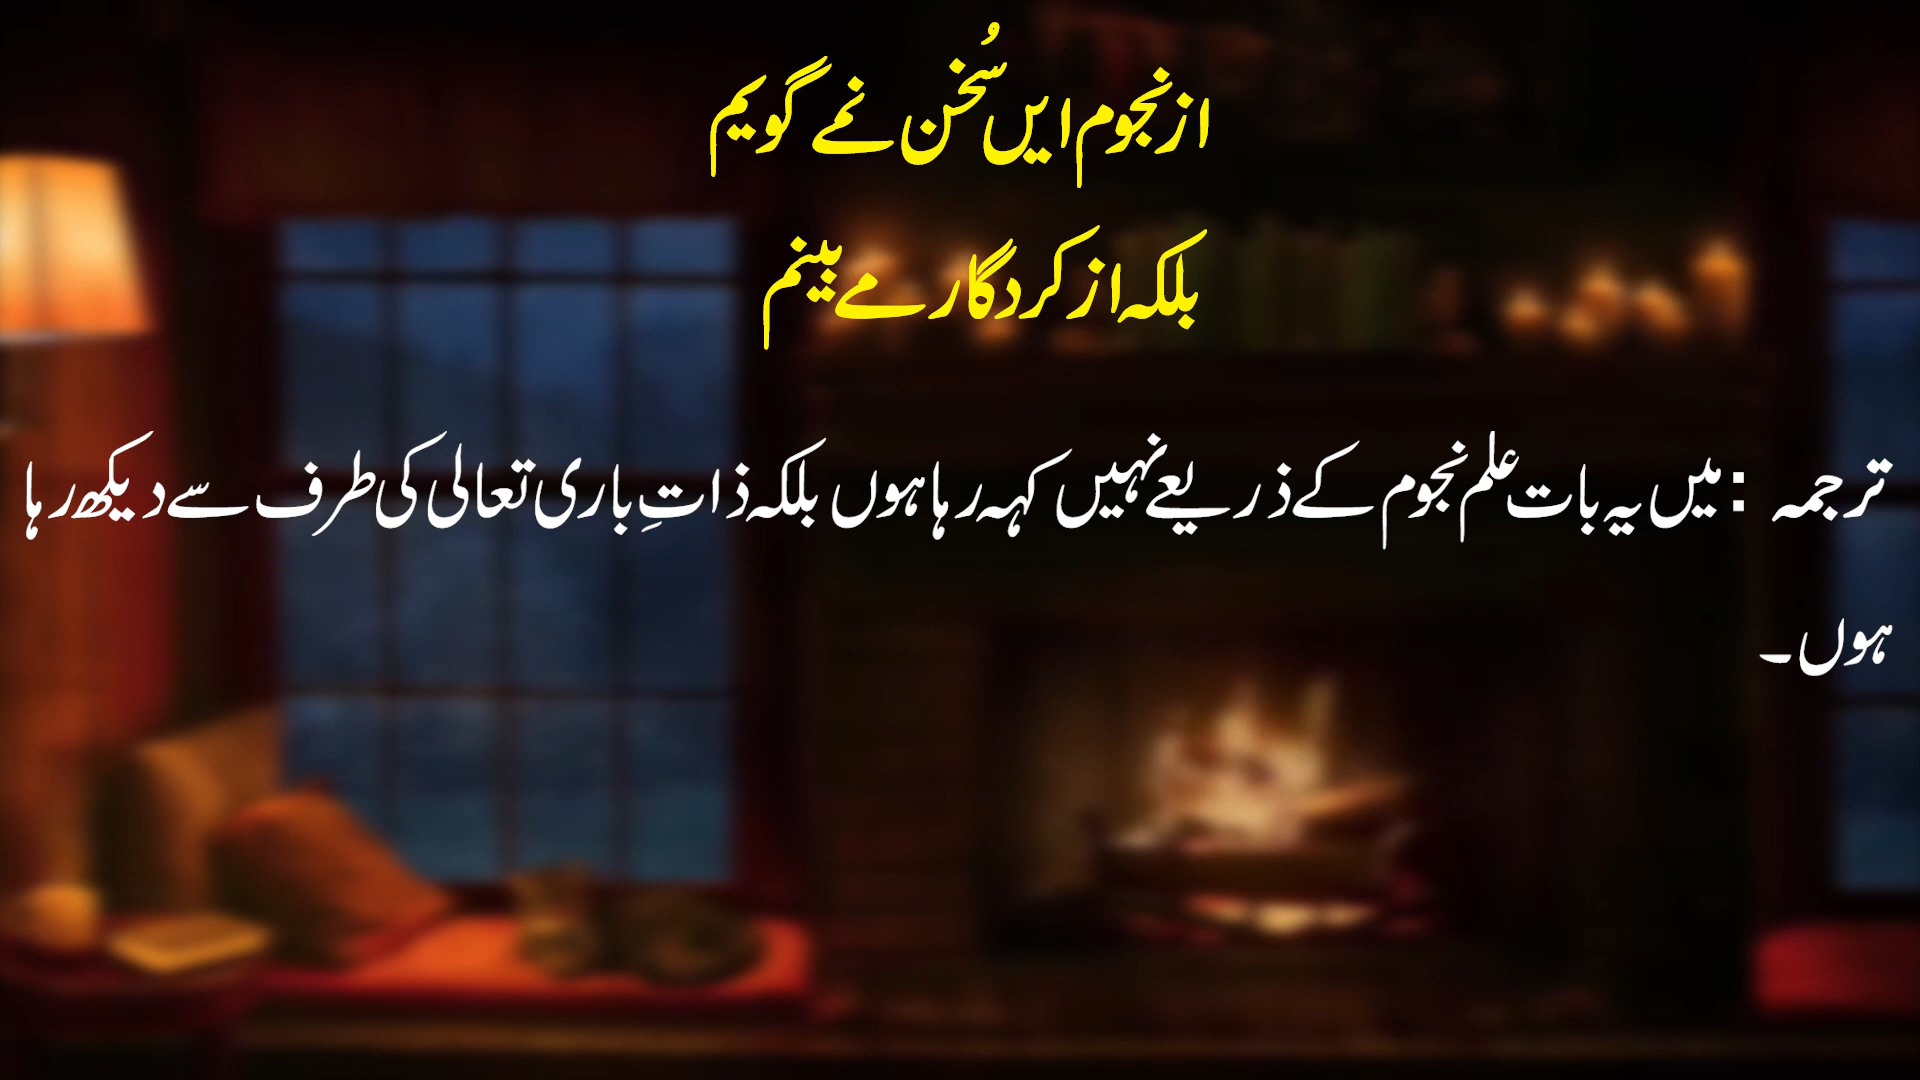 از نجوم ایں سُخن نمے گویم
بلکہ از کردگار مے بینم
ترجمہ : میں یہ بات علم نجوم کے ذریعے نہیں کہہ رہا ہوں بلکہ ذاتِ باری تعالی کی طرف سے دیکھ رہا
ہوں۔